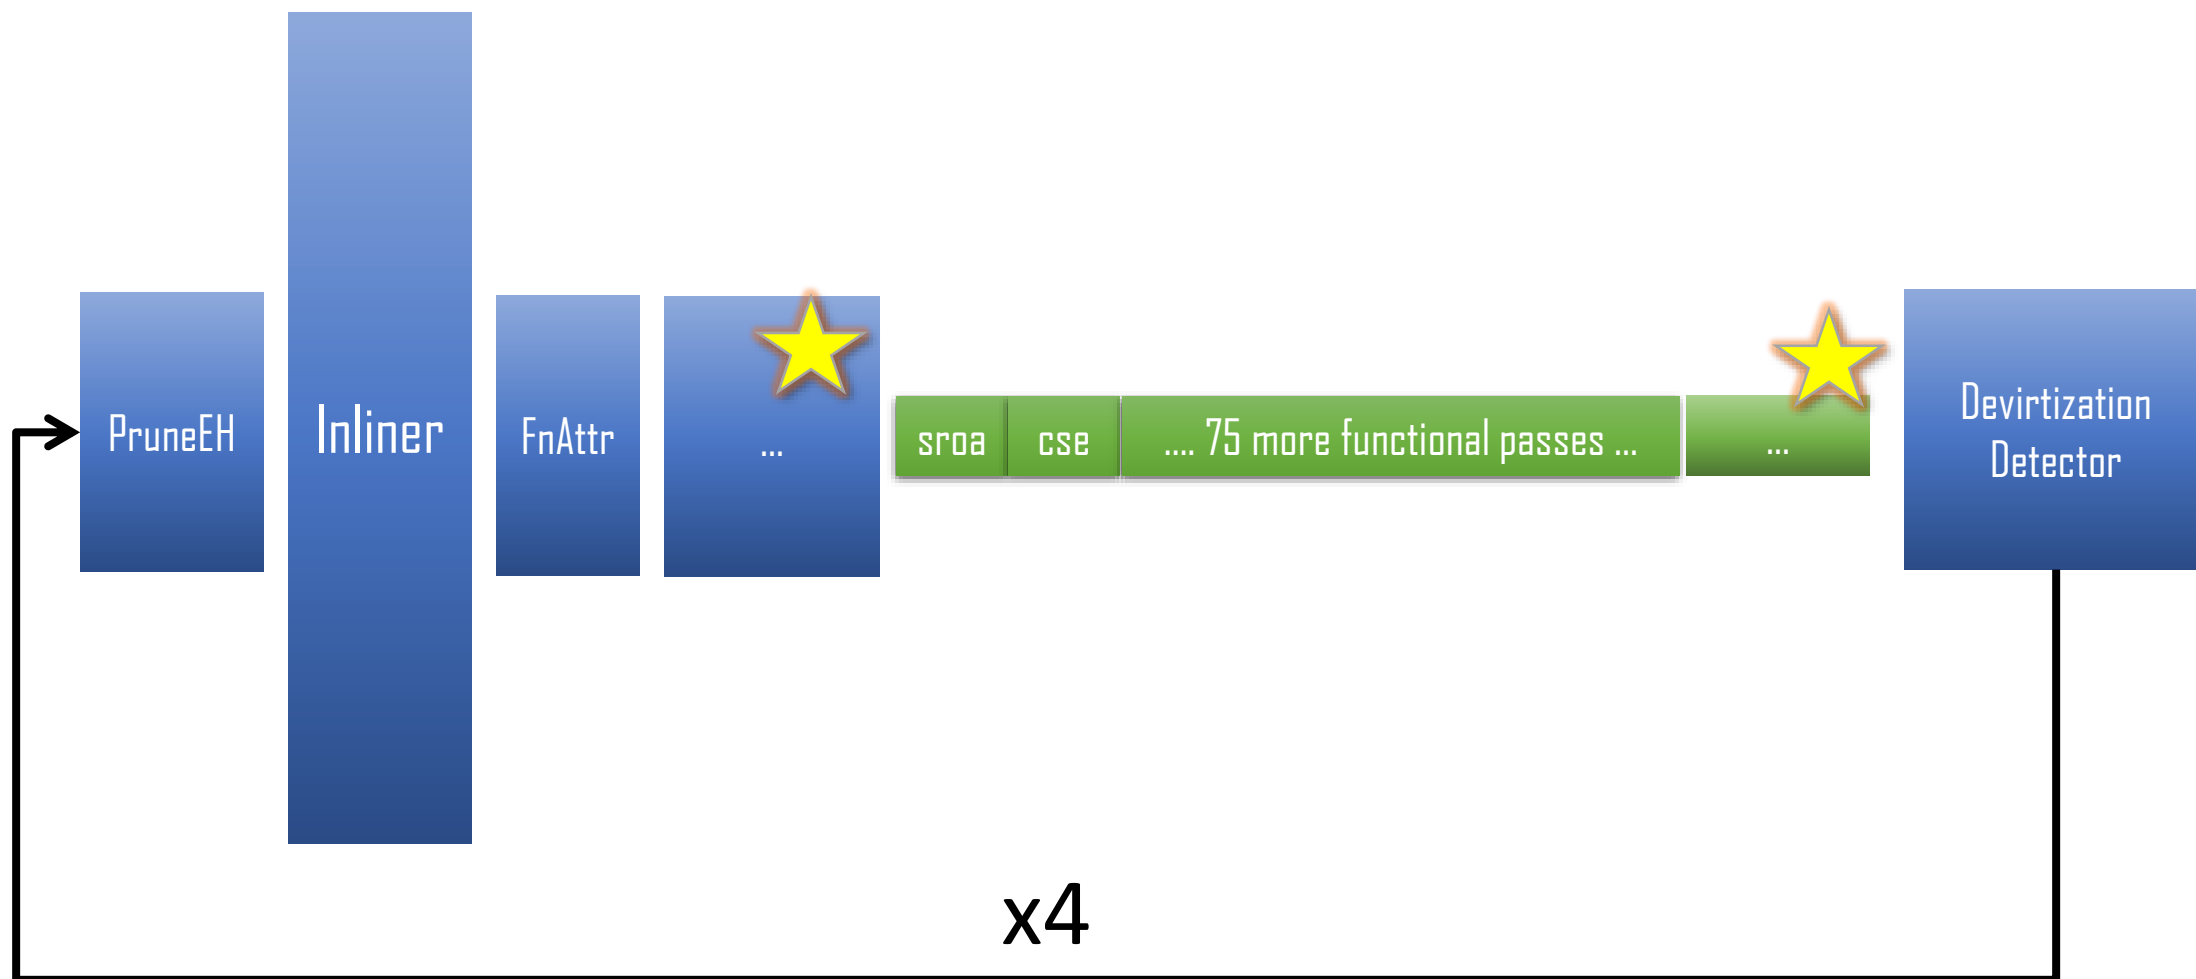 PruneEH
Inliner
FnAttr
...
sroa
cse
.... 75 more functional passes ...
...
Devirtization
Detector
x4